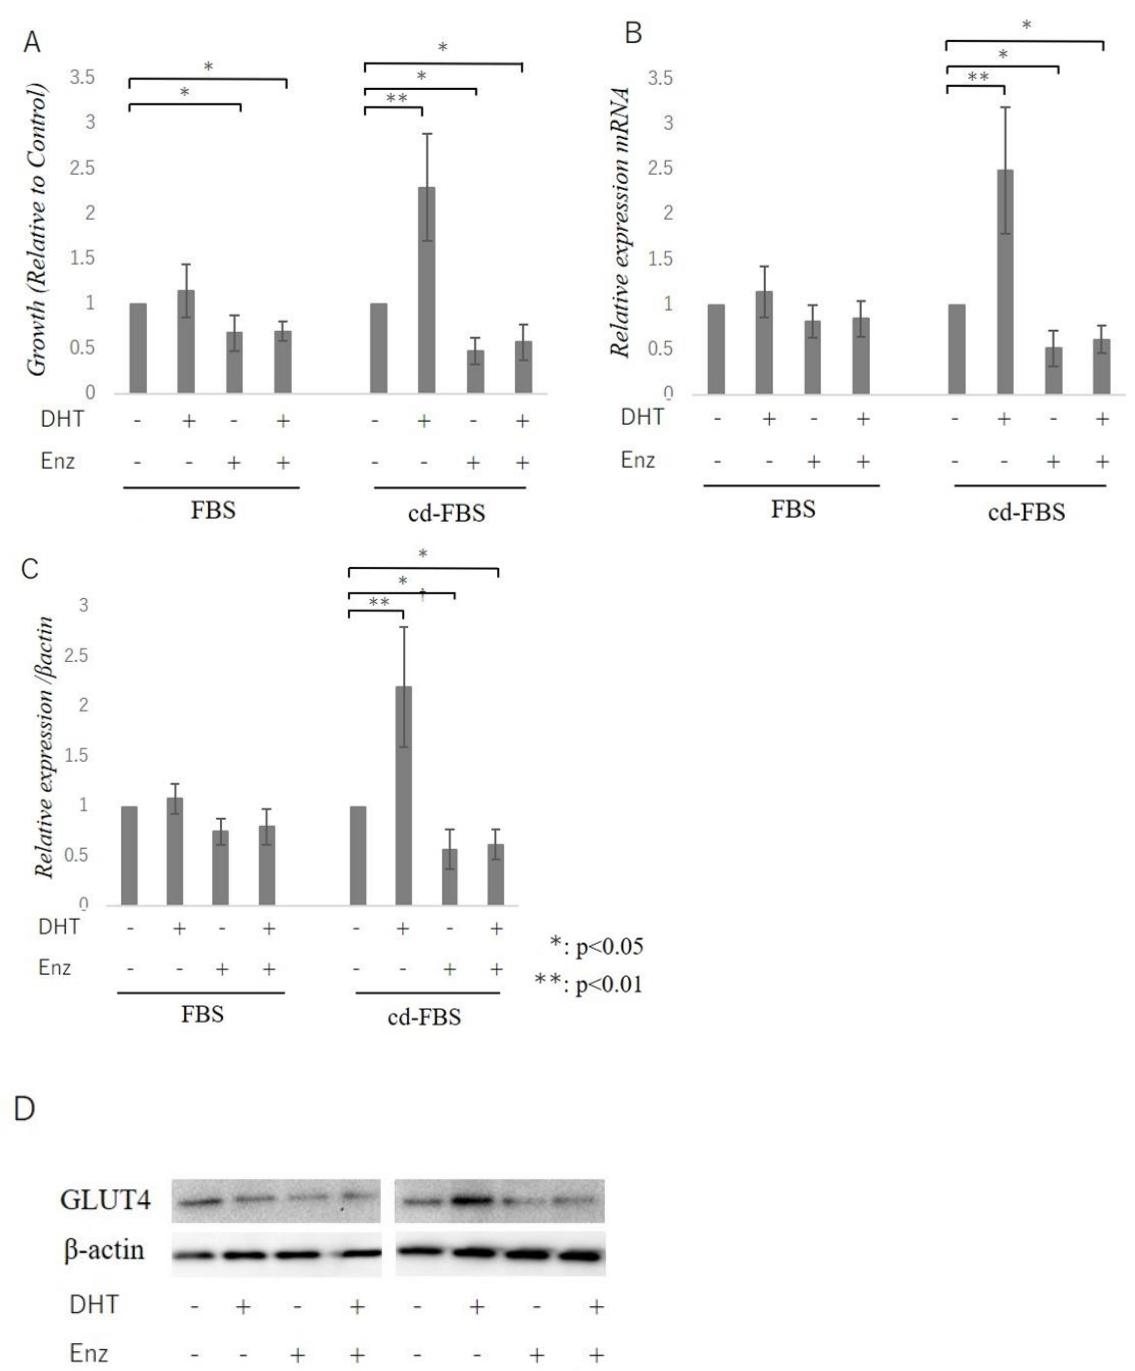 A
Growth (Relative to Control)
* *
* *
**
3.5
3
2.5
2
1.5
1
0.5
0
DHT - + - + - + - +
Enz - - + + - - + +
FBS cd-FBS
B
Relative expression mRNA
*
*
**
3.5
3
2.5
2
1.5
1
0.5
0
DHT - + - + - + - +
Enz - - + + - - + +
FBS cd-FBS
C
Relative expression /βactin
*
*
**
3
2.5
2
1.5
1
0.5
0
DHT - + - + - + - +
Enz - - + + - - + +
FBS cd-FBS
*: p<0.05
**: p<0.01
D
GLUT4
β-actin
DHT - + - + - + - +
Enz - - + + - - + +